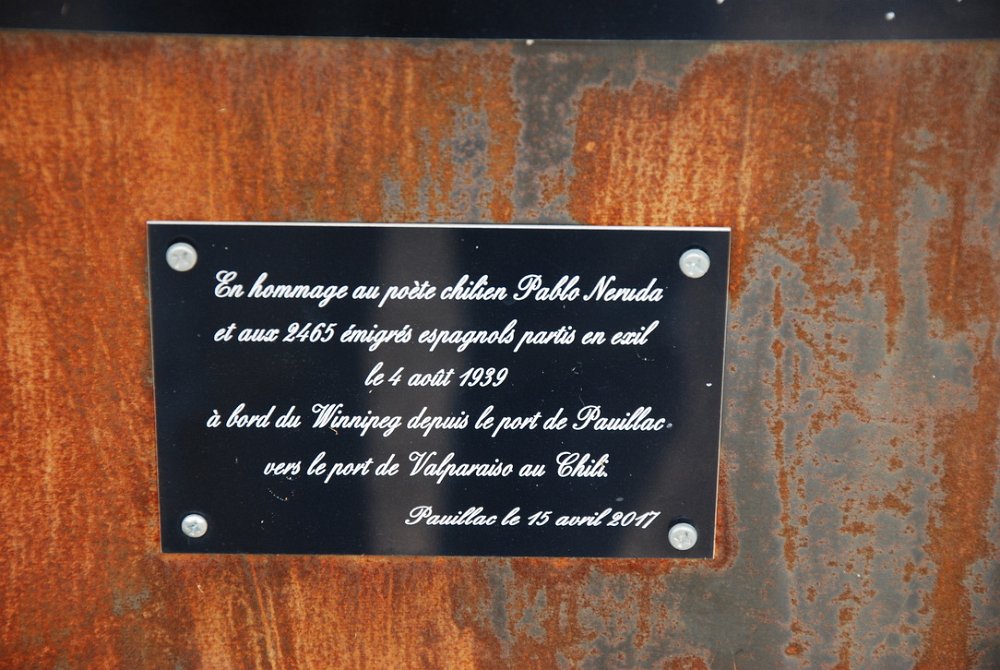 En hommage au poète chilien Pablo Neruda
et aux 2465 émigrés espagnols partis en exil
le 4 août 1939
à bord du Winnipeg depuis le port de Pauillac
vers le port de Valparaiso au Chili.
Pauillac le 15 avril 2017